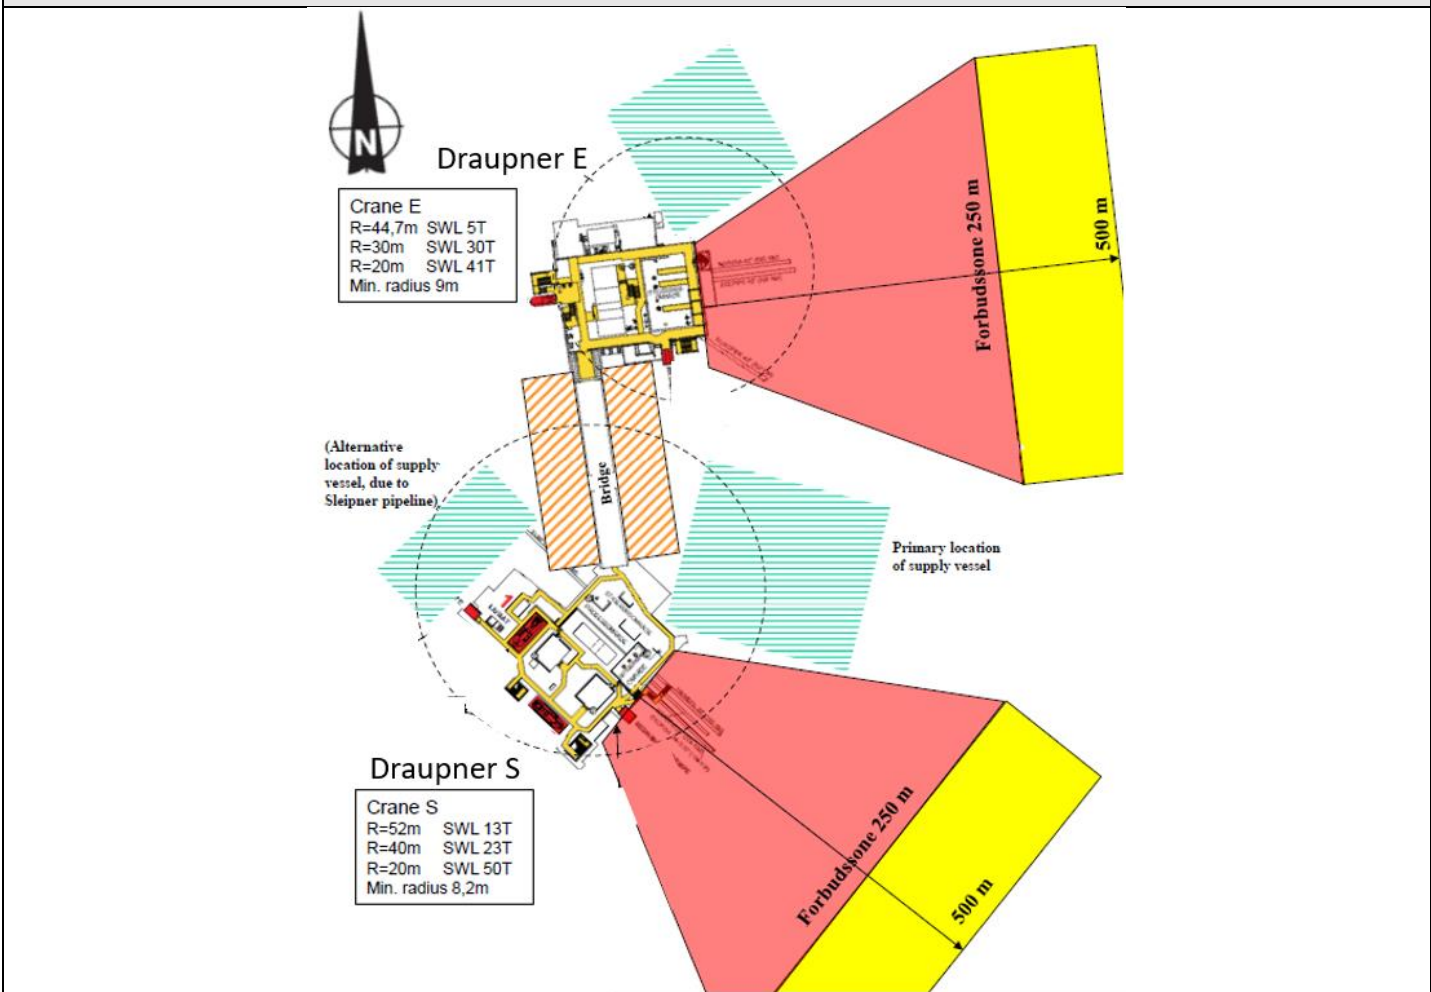 N
Draupner E
Crane E
R=44,7m SWL 5T
R=30m SWL 30T
R=20m SWL 41T
Min. radius 9m
Forbudssone 250 m
500 m
(Alternative
location of supply
vessel, due to
Sleipner pipeline)
Bridge
Primary location
of supply vessel
1
Draupner S
Crane S
R=52m SWL 13T
R=40m SWL 23T
R=20m SWL 50T
Min. radius 8,2m
Forbudssone 250 m
500 m